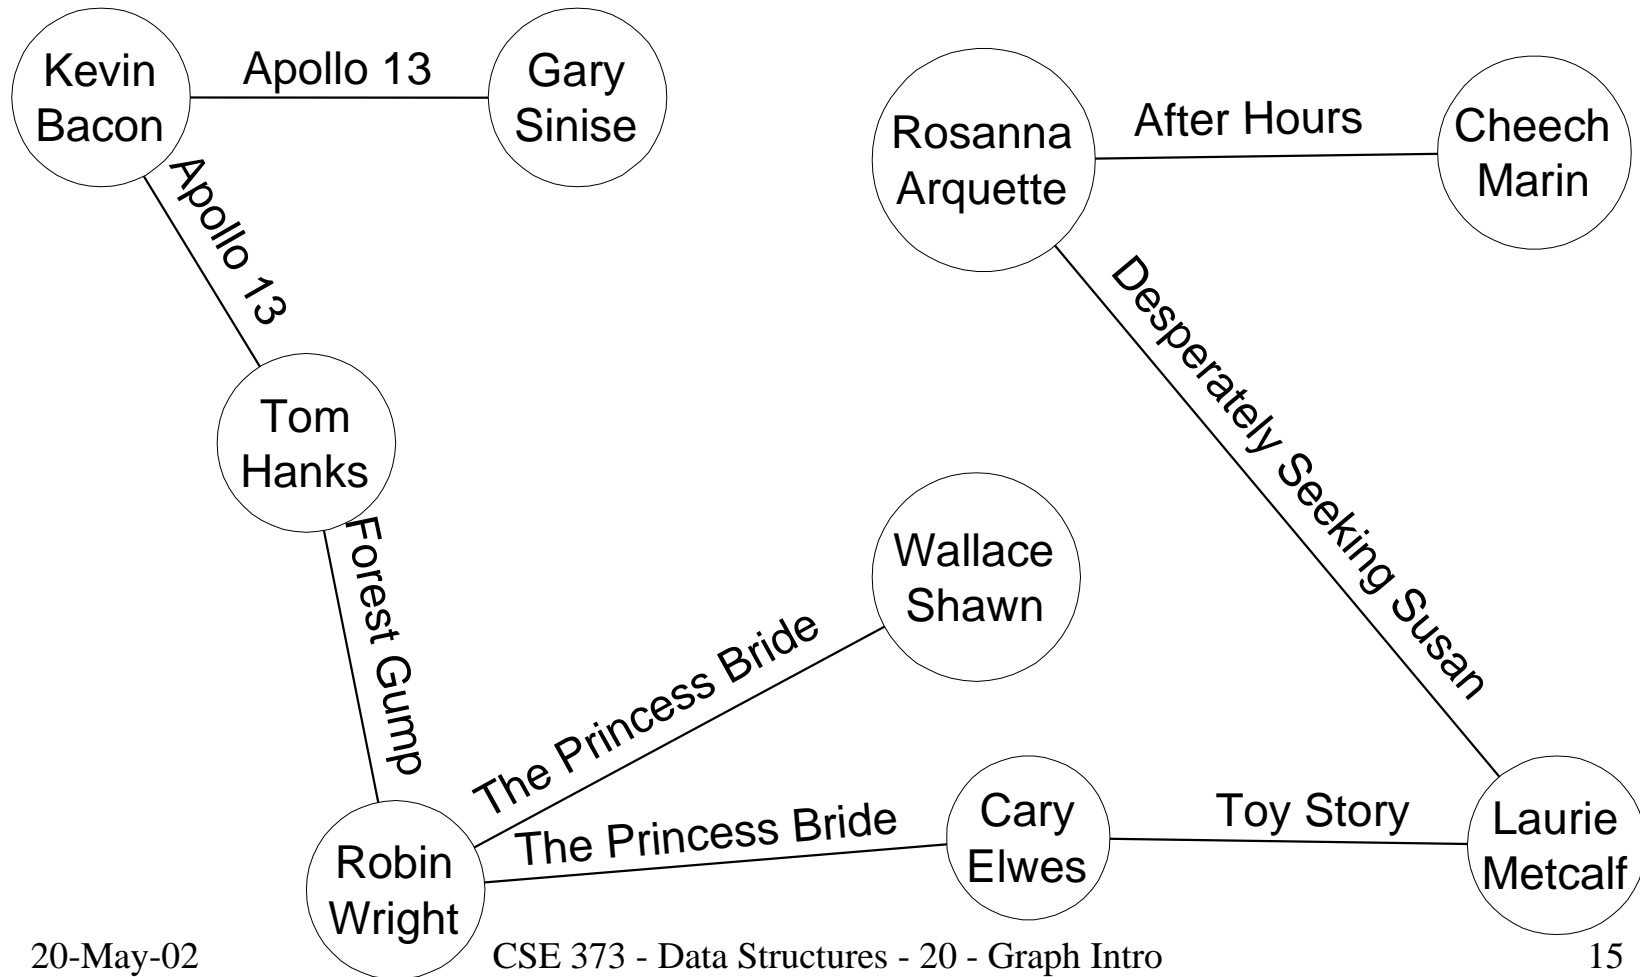 Kevin
Bacon
Apollo 13
Gary
Sinise
Rosanna
Arquette
After Hours
Cheech
Marin
Apollo 13
Desperately Seeking Susan
Tom
Hanks
Forest Gump
Wallace
Shawn
The Princess Bride
The Princess Bride
Cary
Elwes
Toy Story
Laurie
Metcalf
Robin
Wright
20-May-02
CSE 373 - Data Structures - 20 - Graph Intro
15